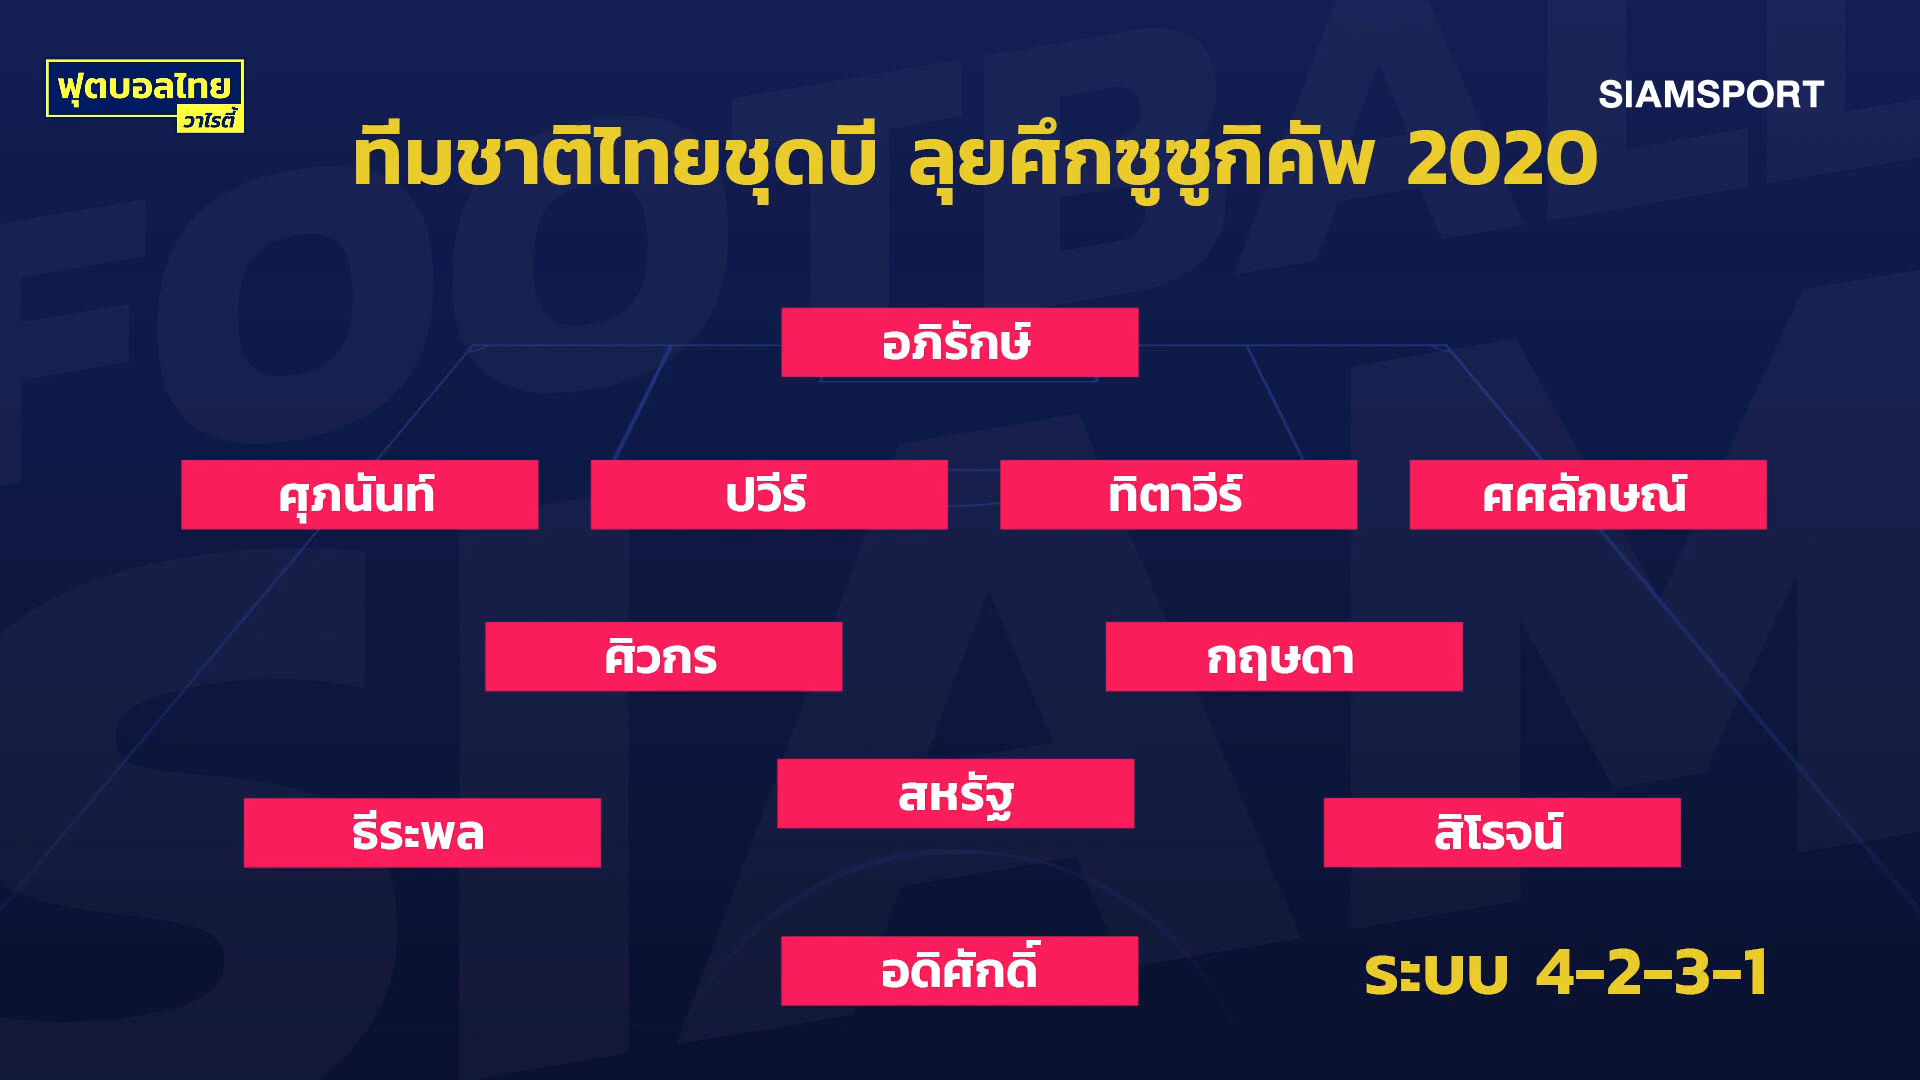 ฟุตบอลไทย
วาไรตี้
SIAMSPORT
ทีมชาติไทยชุดบี ลุยศึกซูซูกิคัพ 2020
อภิรักษ์
ศุภนันท์ ปวีร์ ทิตาวีร์ ศศลักษณ์
ศิวกร กฤษดา
สหรัฐ
ธีระพล สิโรจน์
อดิศักดิ์
ระบบ 4-2-3-1
FOOTBALL
SIAM